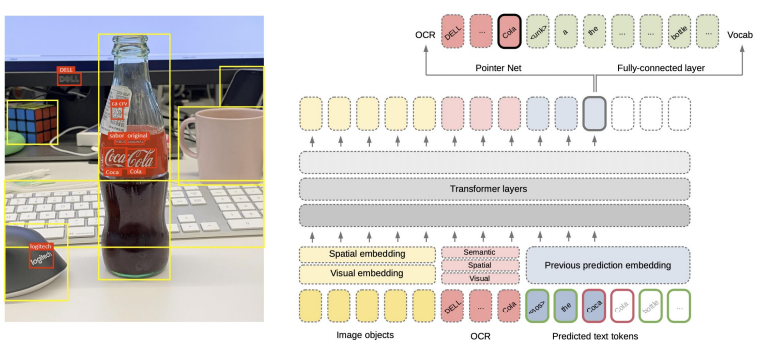 DELL
DELL
ca crv
sabor original
Coca Cola
Coca Cola
logitech
logitech
OCR DELL ... Cola <unk> a the ... ... bottle ... Vocab
Pointer Net Fully-connected layer
Transformer layers
Spatial embedding
Visual embedding
Semantic
Spatial
Visual
Previous prediction embedding
DELL ... Cola <os> the Coca Cola bottle ...
Image objects OCR Predicted text tokens